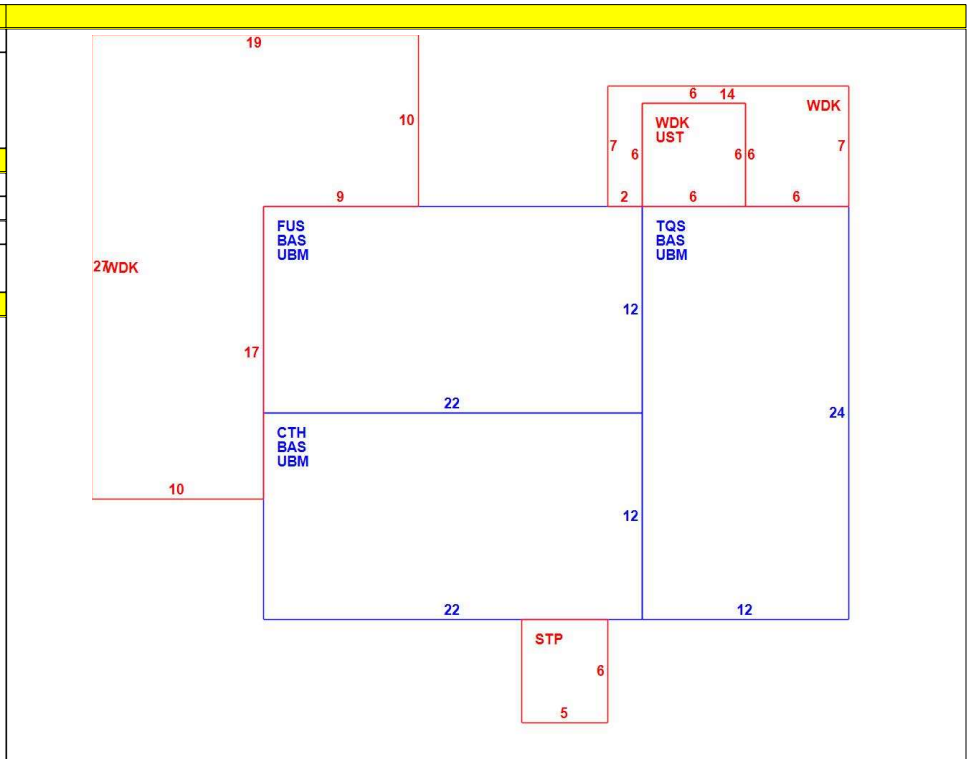 19
10
6 14 WDK
WDK
UST
7 6 6 6 7
9 2 6 6
FUS
BAS
UBM
TQS
BAS
UBM
27 WDK
12
17
22
24
CTH
BAS
UBM
10
12
22 12
STP
6
5